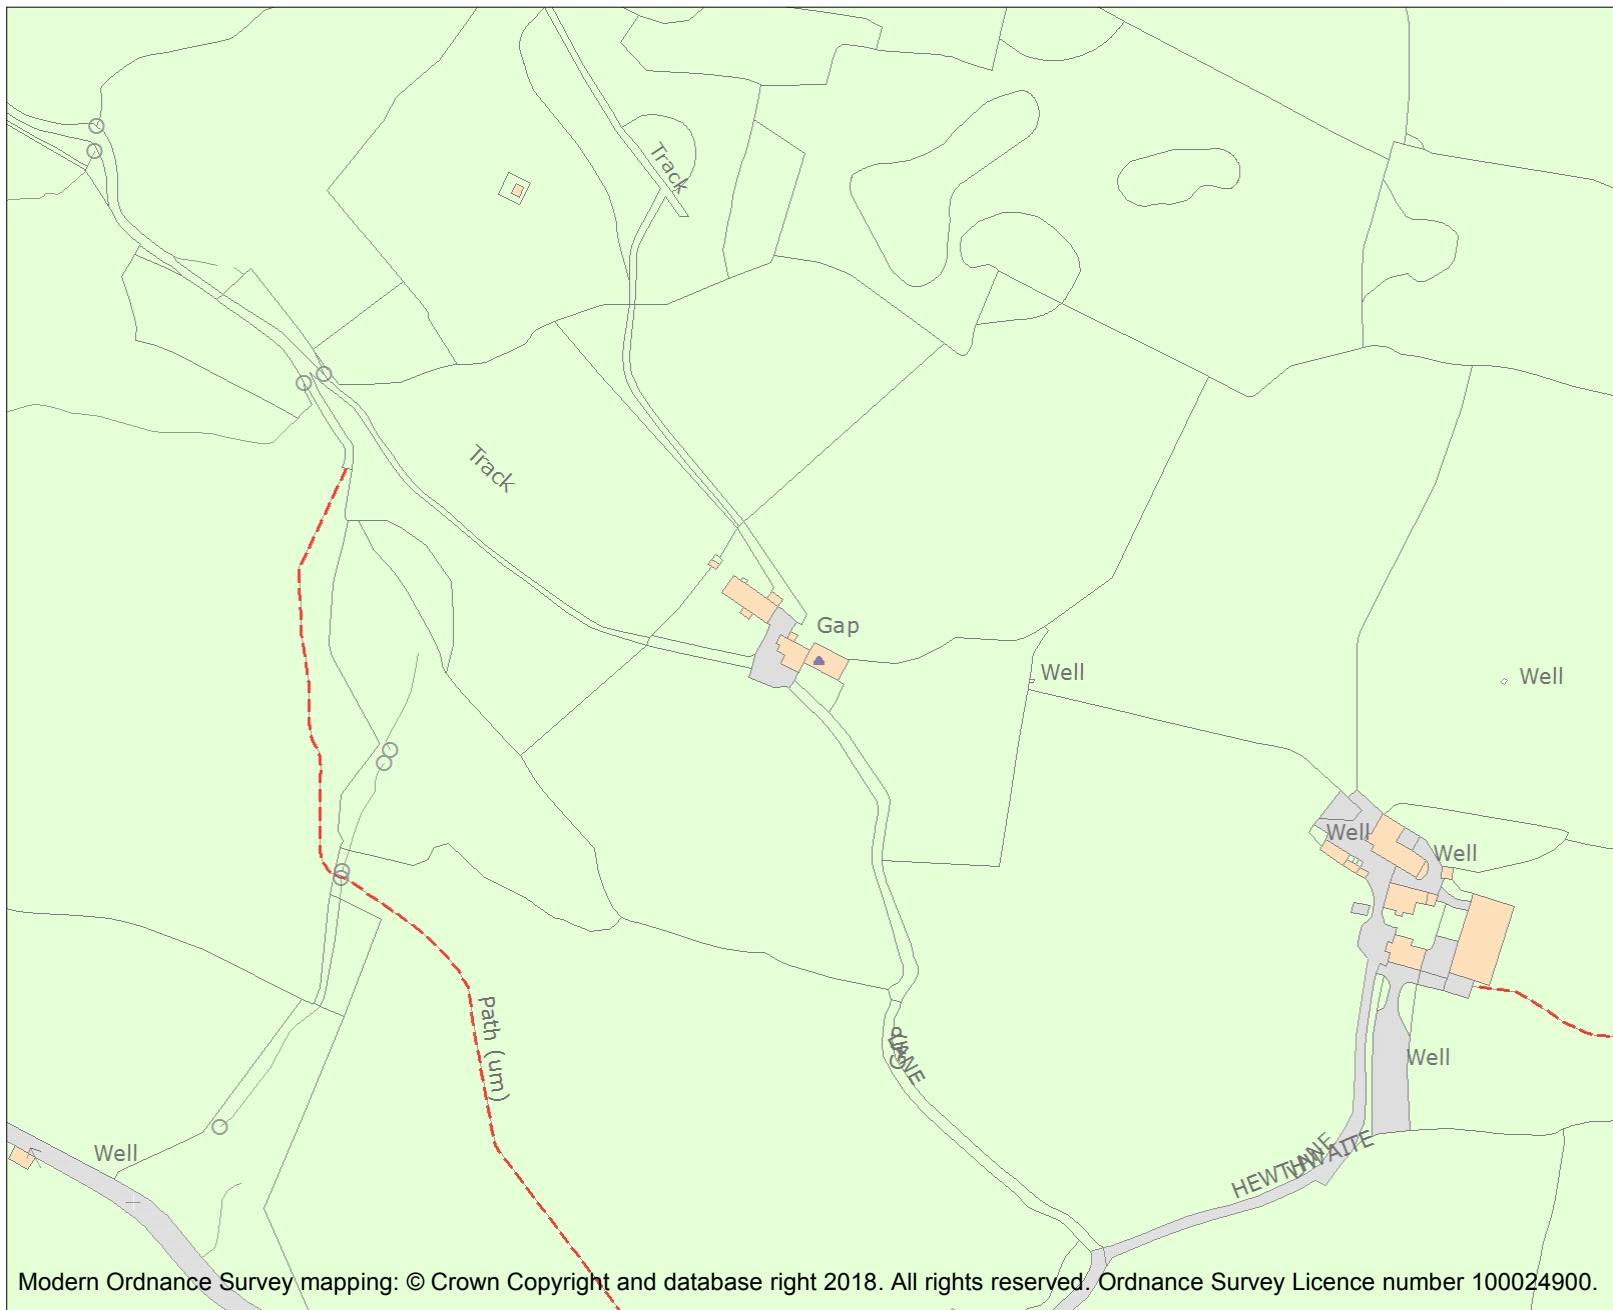 Track
Track
Gap
Well
Well
Well
Well
Path (um)
LANE
Well
HEWTHWAITE
LANE
Well
Modern Ordnance Survey mapping: © Crown Copyright and database right 2018. All rights reserved. Ordnance Survey Licence number 100024900.